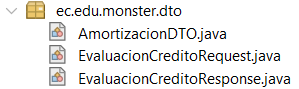 ec.edu.monster.dto
AmortizacionDTO.java
EvaluacionCreditoRequest.java
EvaluacionCreditoResponse.java